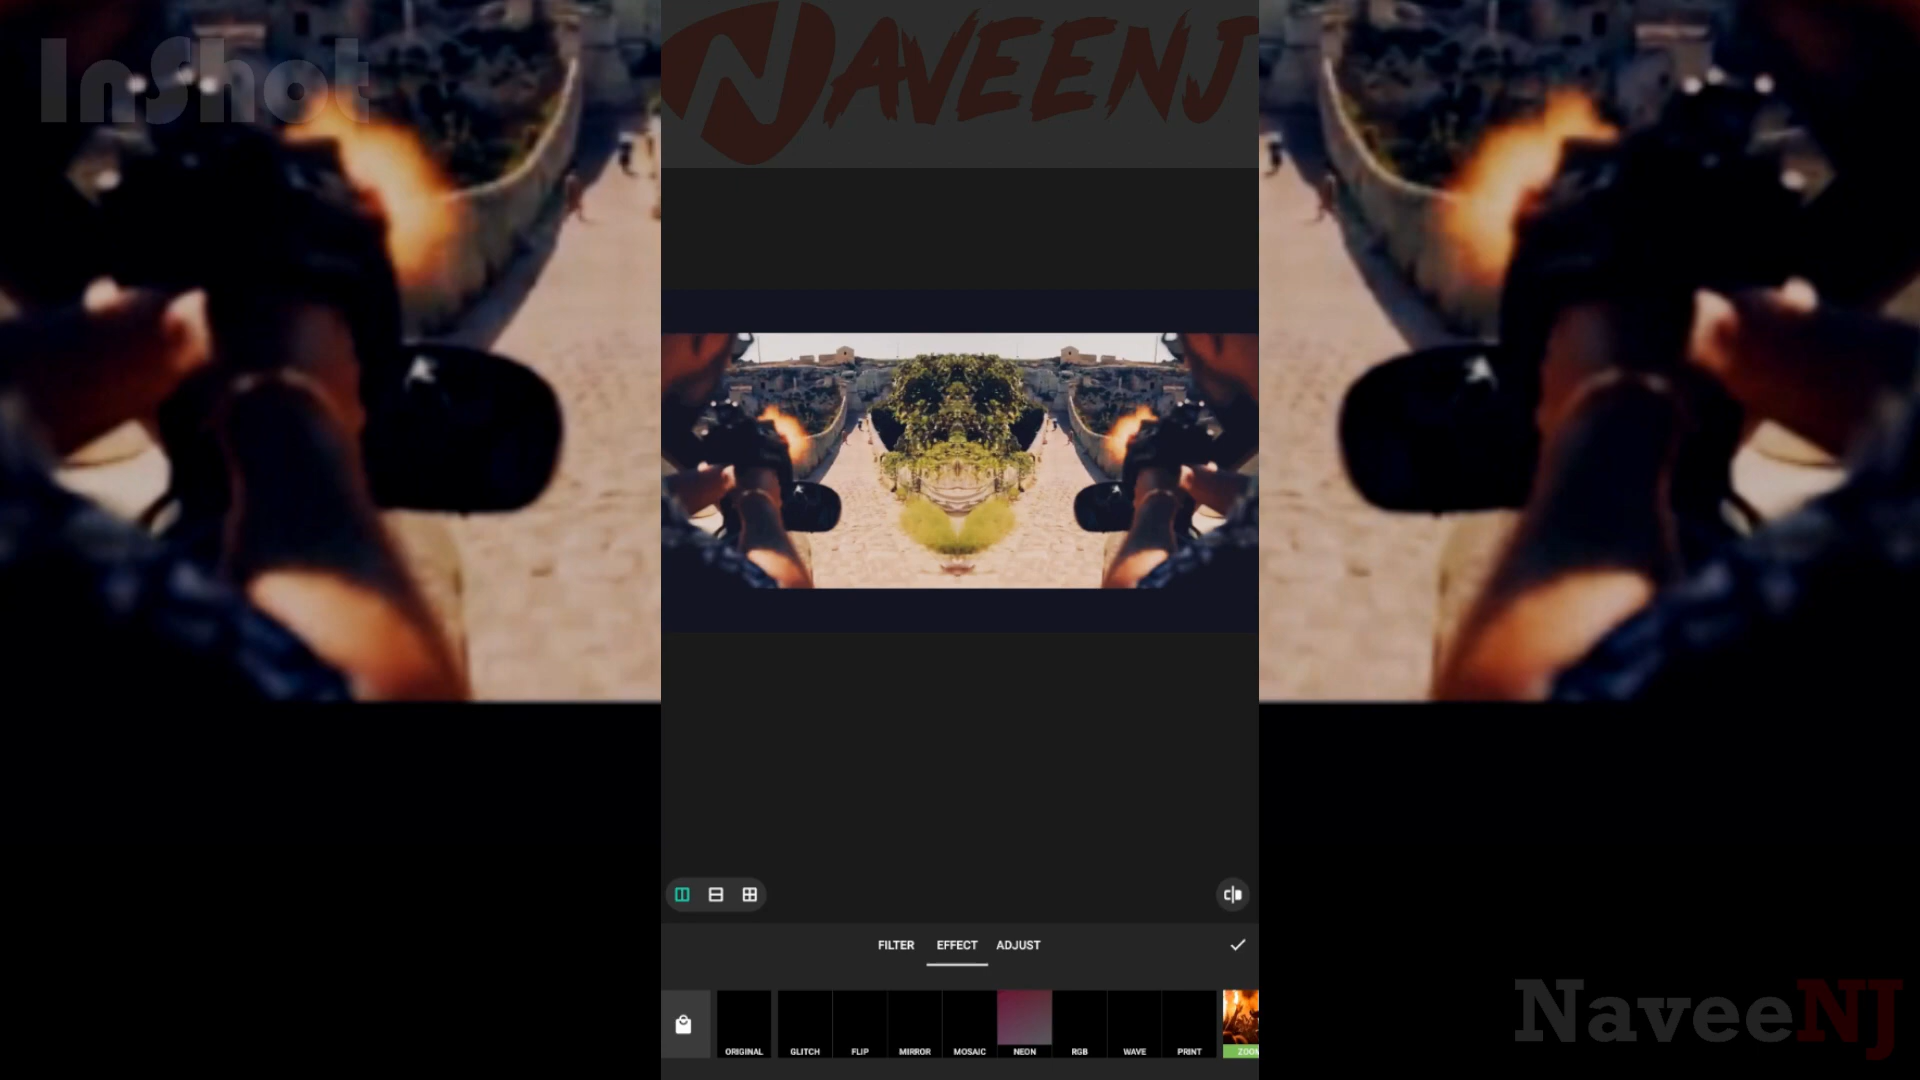 InShot
NAVEENJ
FILTER EFFECT ADJUST
ORIGINAL GLITCH FLIP MIRROR MOSAIC NEON RGB WAVE PRINT
NaveeNJ